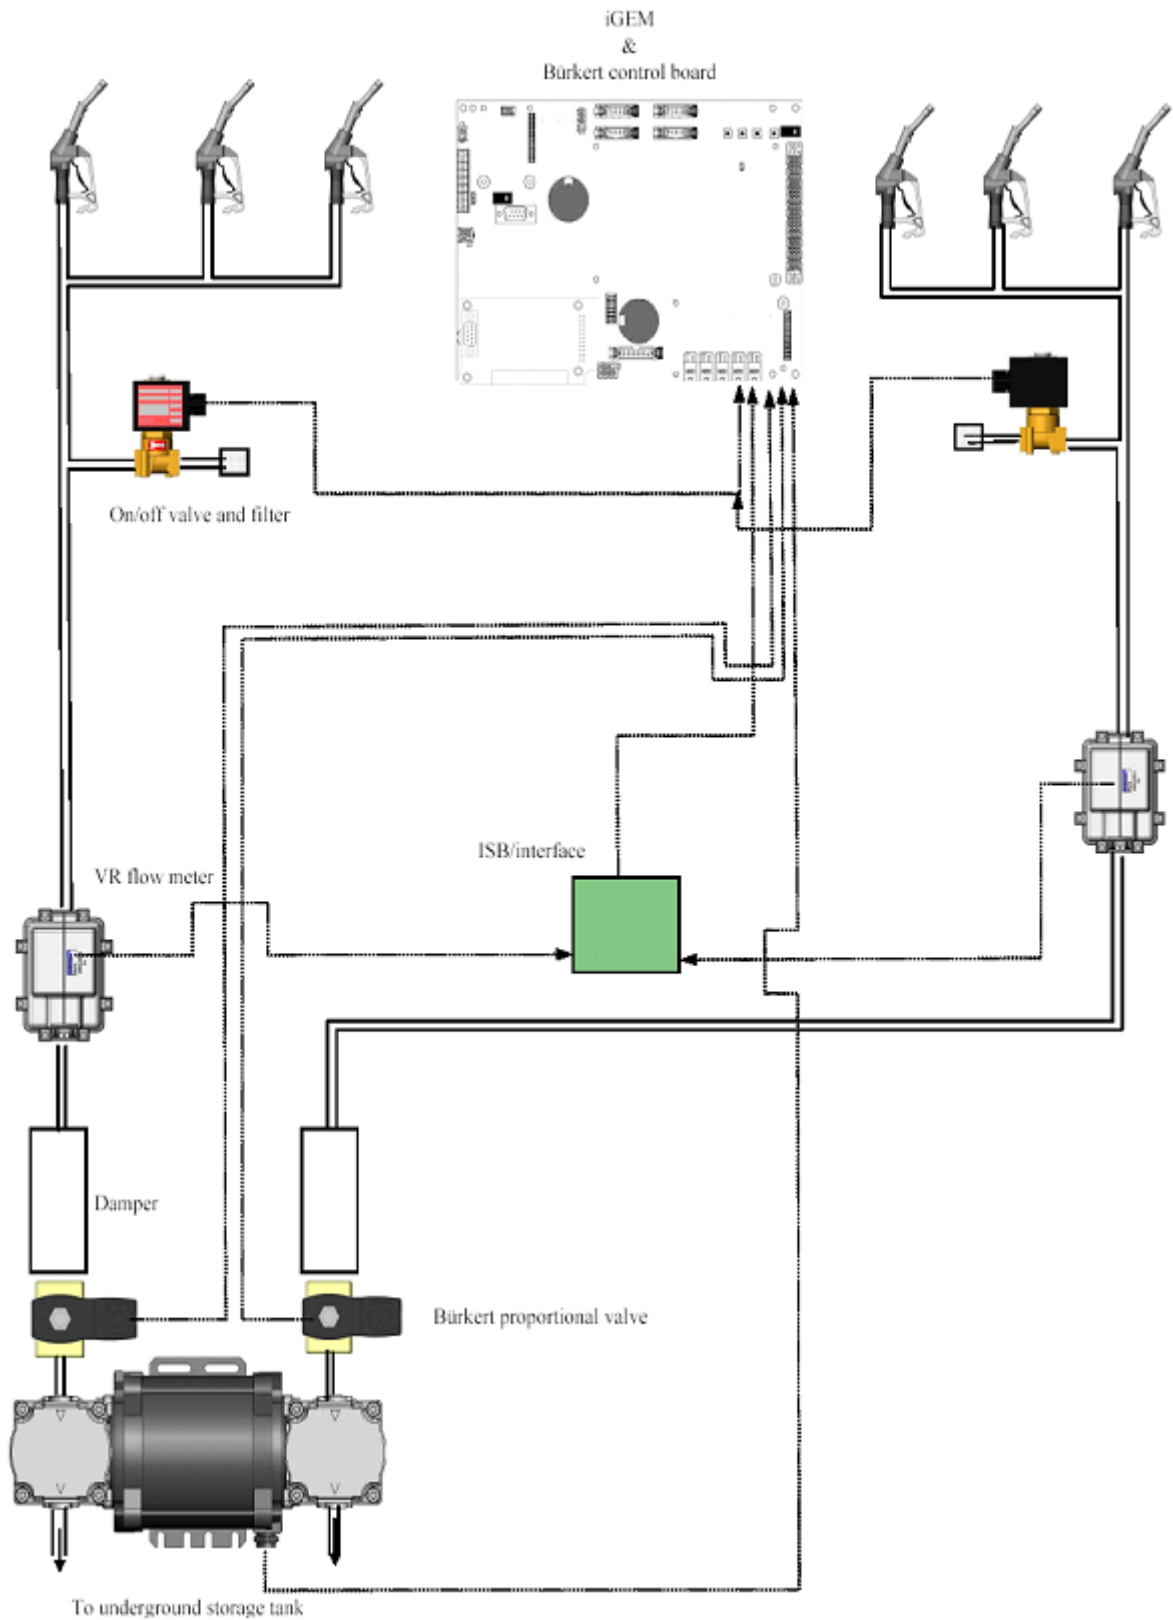 iGEM
&
Bürkert control board
On/off valve and filter
ISB/interface
VR flow meter
Damper
Bürkert proportional valve
To underground storage tank